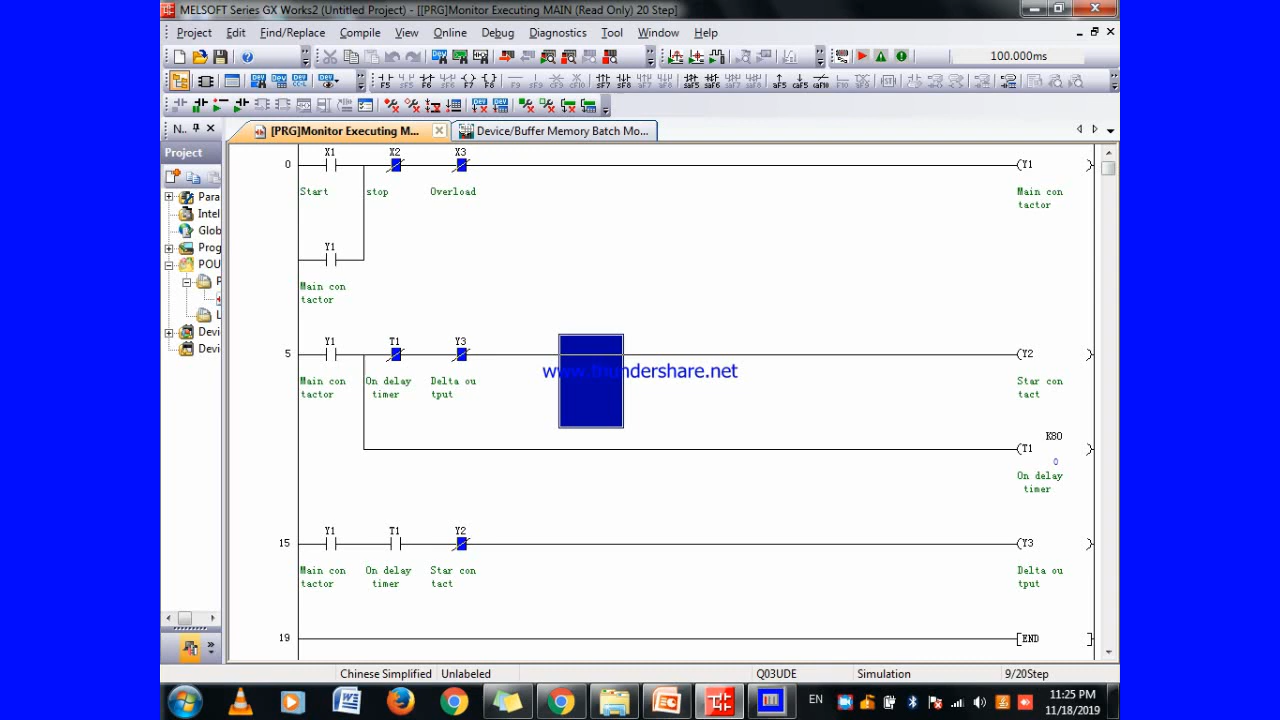 MELSOFT Series GX Works2 (Untitled Project) - [[PRG]Monitor Executing MAIN (Read Only) 20 Step]
Project Edit Find/Replace Compile View Online Debug Diagnostics Tool Window Help
100.000ms
N..
[PRG]Monitor Executing M...
Device/Buffer Memory Batch Mo...
Project
Para
Intel
Glob
Prog
POU
P
L
Devi
Devi
X1 X2 X3
0 Y1
Start stop Overload Main con
tactor
Y1
Main con
tactor
Y1 T1 Y3
5 Y2
www.thundershare.net
Main con On delay Delta ou Star con
tactor timer tput tact
K80
T1
0
On delay
timer
Y1 T1 Y2
15 Y3
Main con On delay Star con Delta ou
tactor timer tact tput
19 END
Chinese Simplified Unlabeled Q03UDE Simulation 9/20Step
EN
11:25 PM
11/18/2019